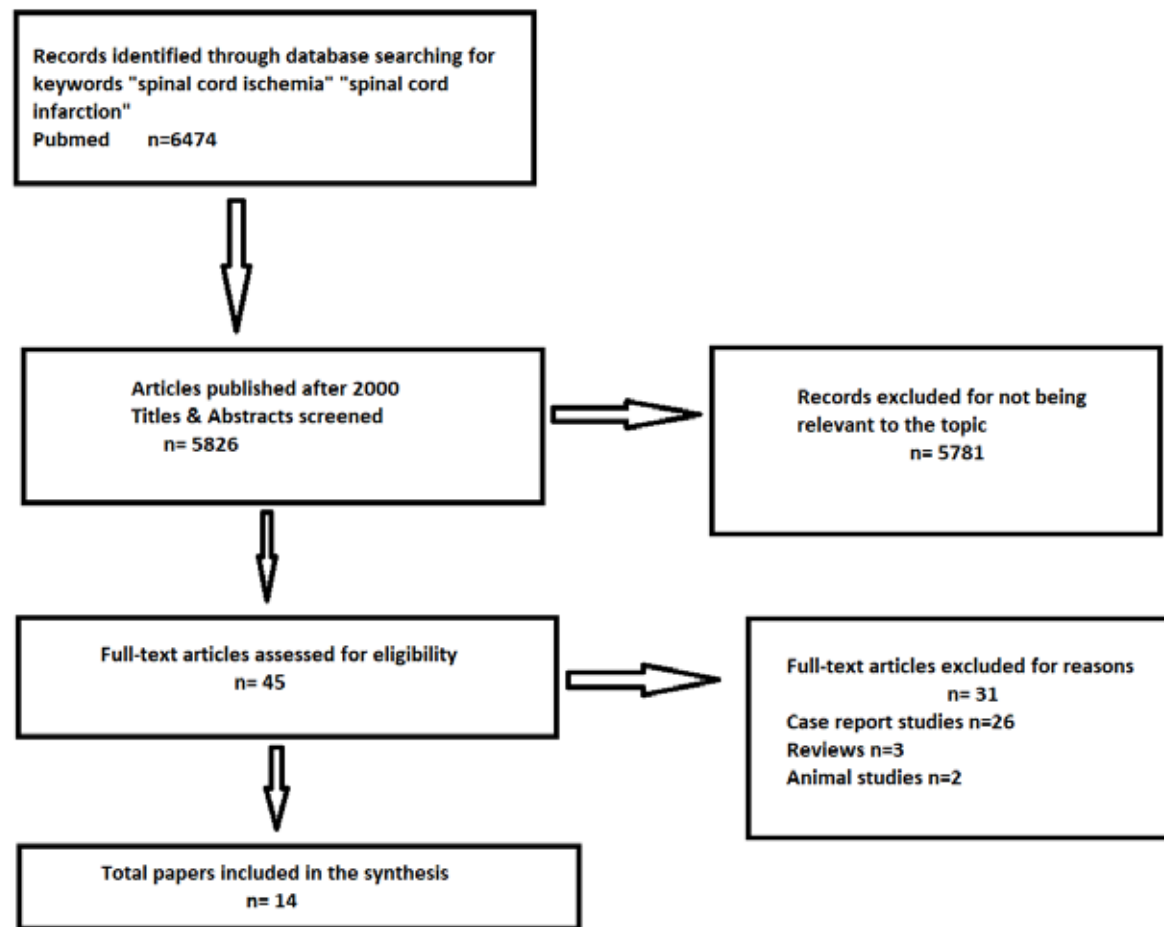 Records identified through database searching for
keywords "spinal cord ischemia" "spinal cord
infarction"
Pubmed n=6474
Articles published after 2000
Titles & Abstracts screened
n= 5826
Records excluded for not being
relevant to the topic
n= 5781
Full-text articles assessed for eligibility
n= 45
Full-text articles excluded for reasons
n= 31
Case report studies n=26
Reviews n=3
Animal studies n=2
Total papers included in the synthesis
n= 14